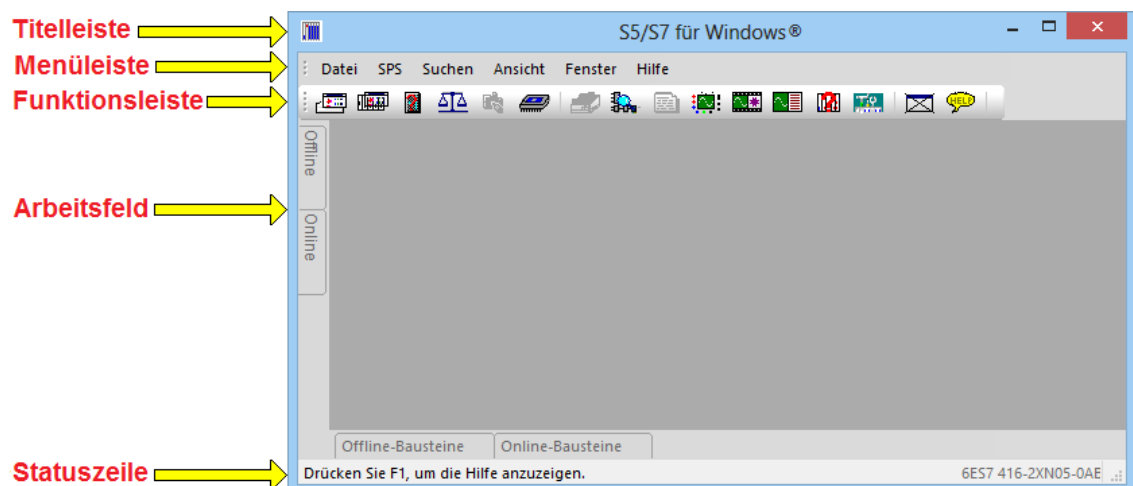 Titelleiste
S5/S7 für Windows®
Menüleiste
Datei SPS Suchen Ansicht Fenster Hilfe
Funktionsleiste
HELP
Offline
Arbeitsfeld
Online
Offline-Bausteine Online-Bausteine
Statuszeile
Drücken Sie F1, um die Hilfe anzuzeigen. 6ES7 416-2XN05-0AE